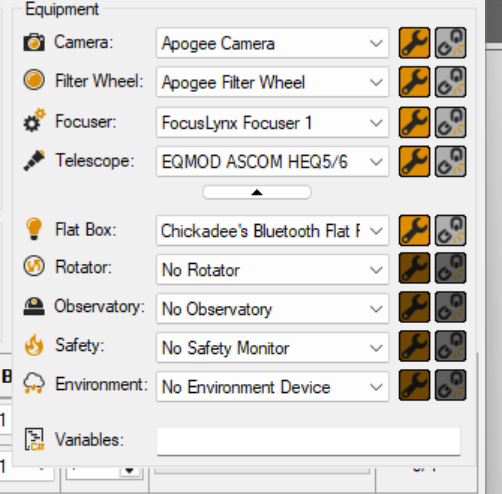 Equipment
Camera: Apogee Camera
Filter Wheel: Apogee Filter Wheel
Focuser: FocusLynx Focuser 1
Telescope: EQMOD ASCOM HEQ5/6
Flat Box: Chickadee's Bluetooth Flat F
Rotator: No Rotator
Observatory: No Observatory
Safety: No Safety Monitor
B
Environment: No Environment Device
1
C#
Variables:
1